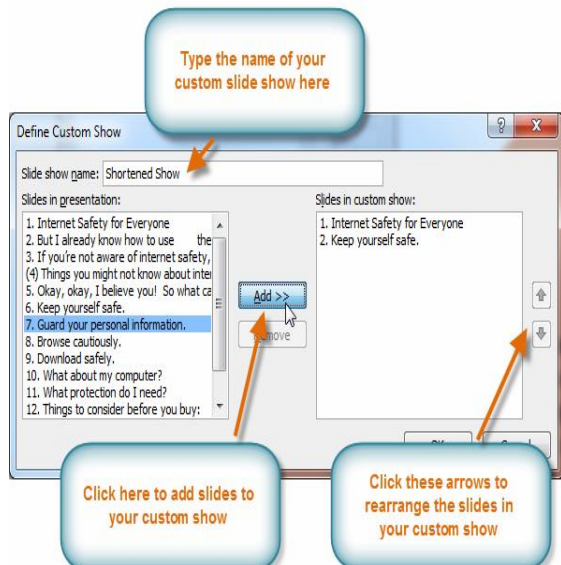 Type the name of your
custom slide show here
Define Custom Show
Slide show name: Shortened Show
Slides in presentation:
1. Internet Safety for Everyone
2. But I already know how to use the
3. If you're not aware of internet safety,
(4) Things you might not know about inte
5. Okay, okay, I believe you! So what ca
6. Keep yourself safe.
7. Guard your personal information.
8. Browse cautiously.
9. Download safely.
10. What about my computer?
11. What protection do I need?
12. Things to consider before you buy:
Add >>
Slides in custom show:
1. Internet Safety for Everyone
2. Keep yourself safe.
Click here to add slides to
your custom show
Click these arrows to
rearrange the slides in
your custom show